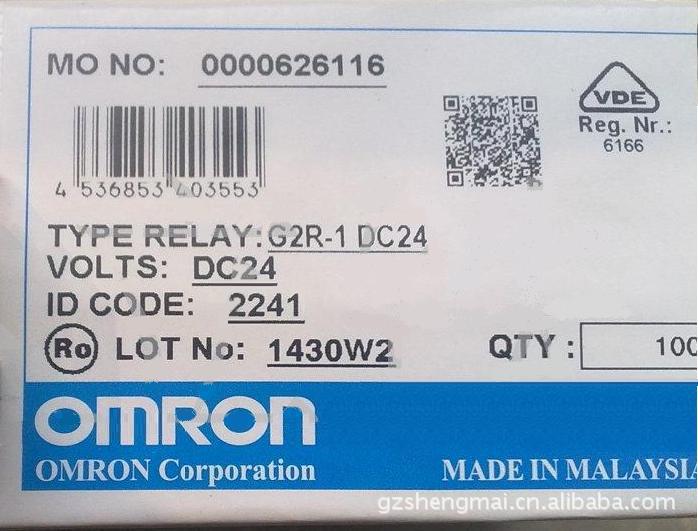 MO NO: 0000626116
VDE
Reg. Nr.:
6166
4 536853 403553
TYPE RELAY: G2R-1 DC24
VOLTS: DC24
ID CODE: 2241
Ro LOT No: 1430W2 QTY : 100
OMRON
OMRON Corporation MADE IN MALAYSIA
gzshengmai.cn.alibaba.com